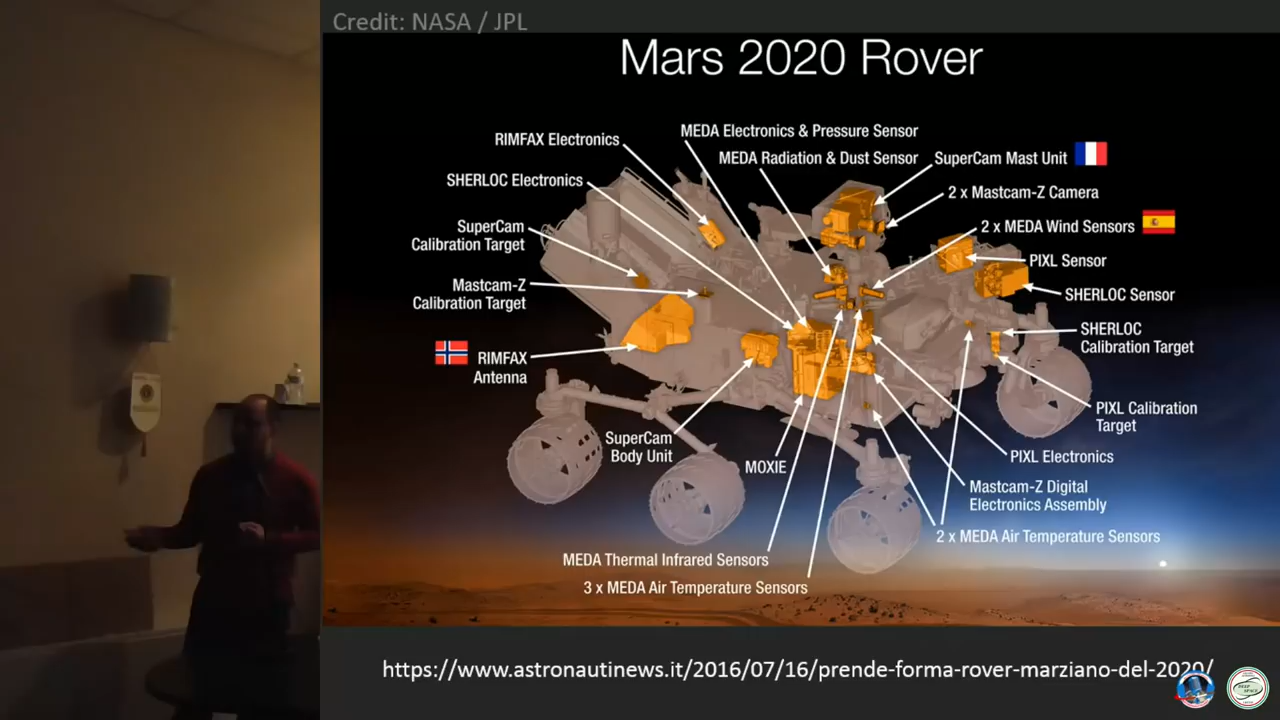 Credit: NASA / JPL
Mars 2020 Rover
RIMFAX Electronics
MEDA Electronics & Pressure Sensor
MEDA Radiation & Dust Sensor
SuperCam Mast Unit
SHERLOC Electronics
2 x Mastcam-Z Camera
SuperCam
Calibration Target
2 x MEDA Wind Sensors
PIXL Sensor
Mastcam-Z
Calibration Target
SHERLOC Sensor
SHERLOC
Calibration Target
RIMFAX
Antenna
PIXL Calibration
Target
SuperCam
Body Unit
MOXIE
PIXL Electronics
Mastcam-Z Digital
Electronics Assembly
2 x MEDA Air Temperature Sensors
MEDA Thermal Infrared Sensors
3 x MEDA Air Temperature Sensors
https://www.astronautinews.it/2016/07/16/prende-forma-rover-marziano-del-2020/